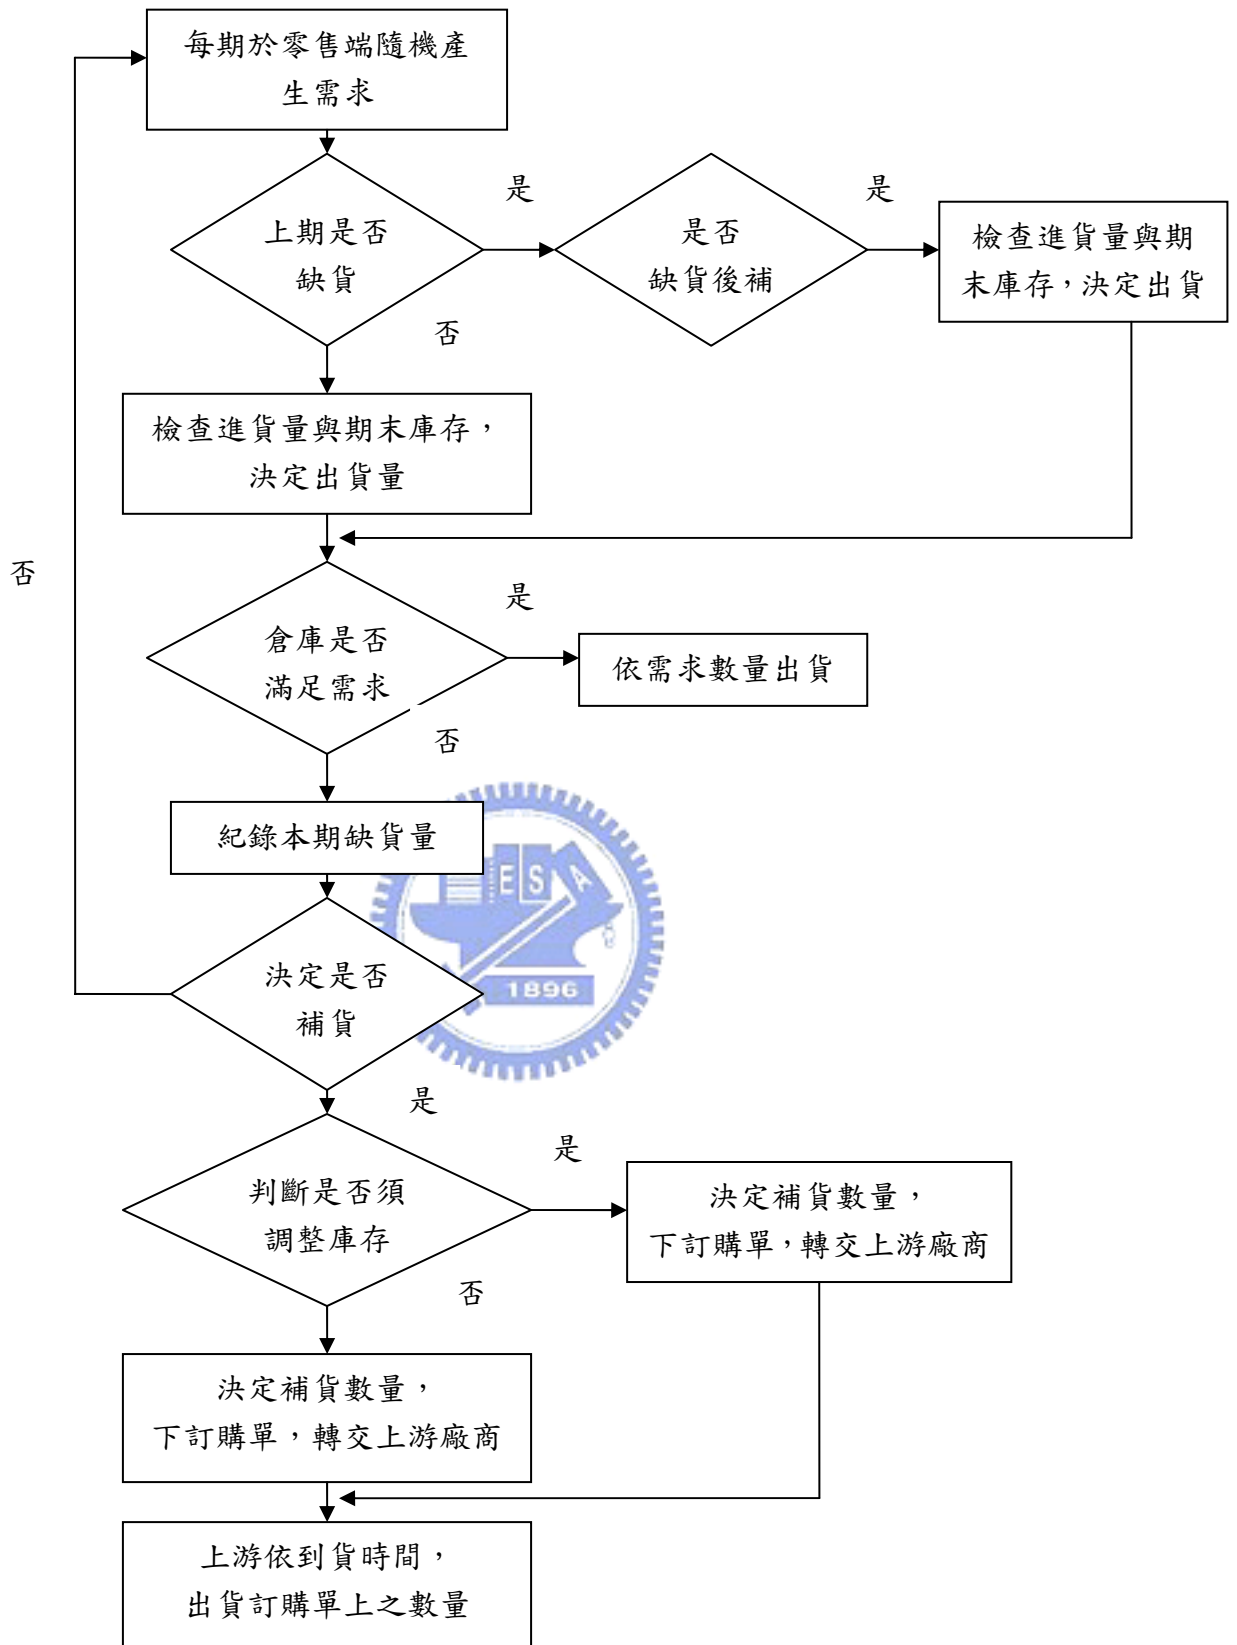 每期於零售端隨機產
生需求
上期是否
缺貨
是
是否
缺貨後補
是
檢查進貨量與期
末庫存，決定出貨
否
檢查進貨量與期末庫存，
決定出貨量
否
倉庫是否
滿足需求
是
依需求數量出貨
否
紀錄本期缺貨量
ESA
決定是否
補貨
1896
是
判斷是否須
調整庫存
是
決定補貨數量，
下訂購單，轉交上游廠商
否
決定補貨數量，
下訂購單，轉交上游廠商
上游依到貨時間，
出貨訂購單上之數量